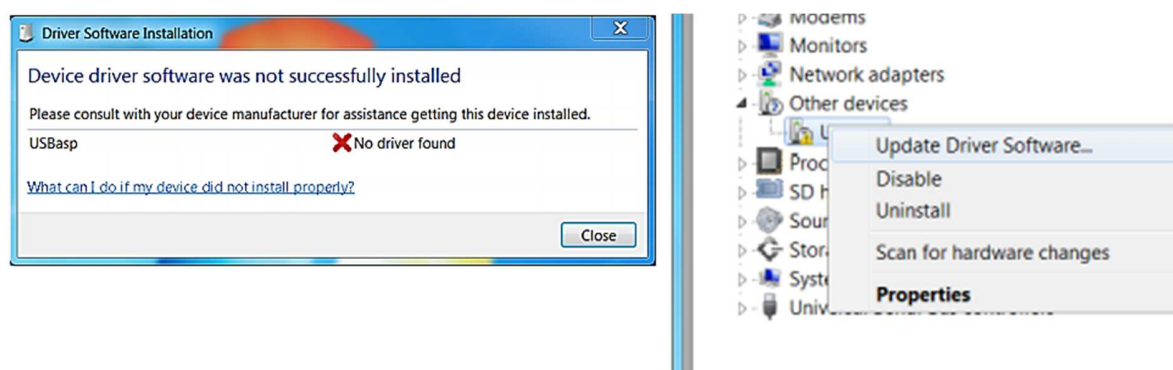 Driver Software Installation
Device driver software was not successfully installed
Please consult with your device manufacturer for assistance getting this device installed.
USBasp No driver found
What can I do if my device did not install properly?
Close
Modems
Monitors
Network adapters
Other devices
Update Driver Software...
Disable
Uninstall
Scan for hardware changes
Properties